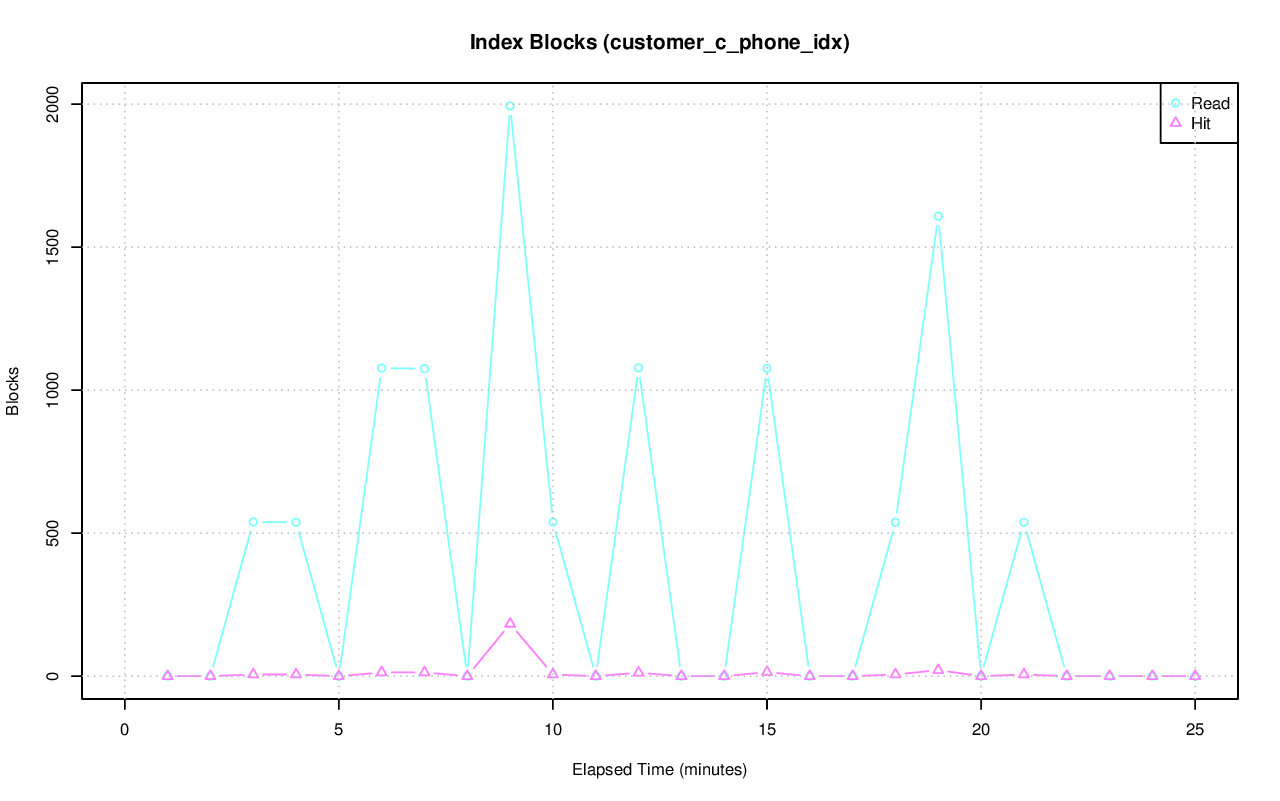 Index Blocks (customer_c_phone_idx)
Read
Hit
Blocks
2000
1500
1000
500
0
0 5 10 15 20 25
Elapsed Time (minutes)